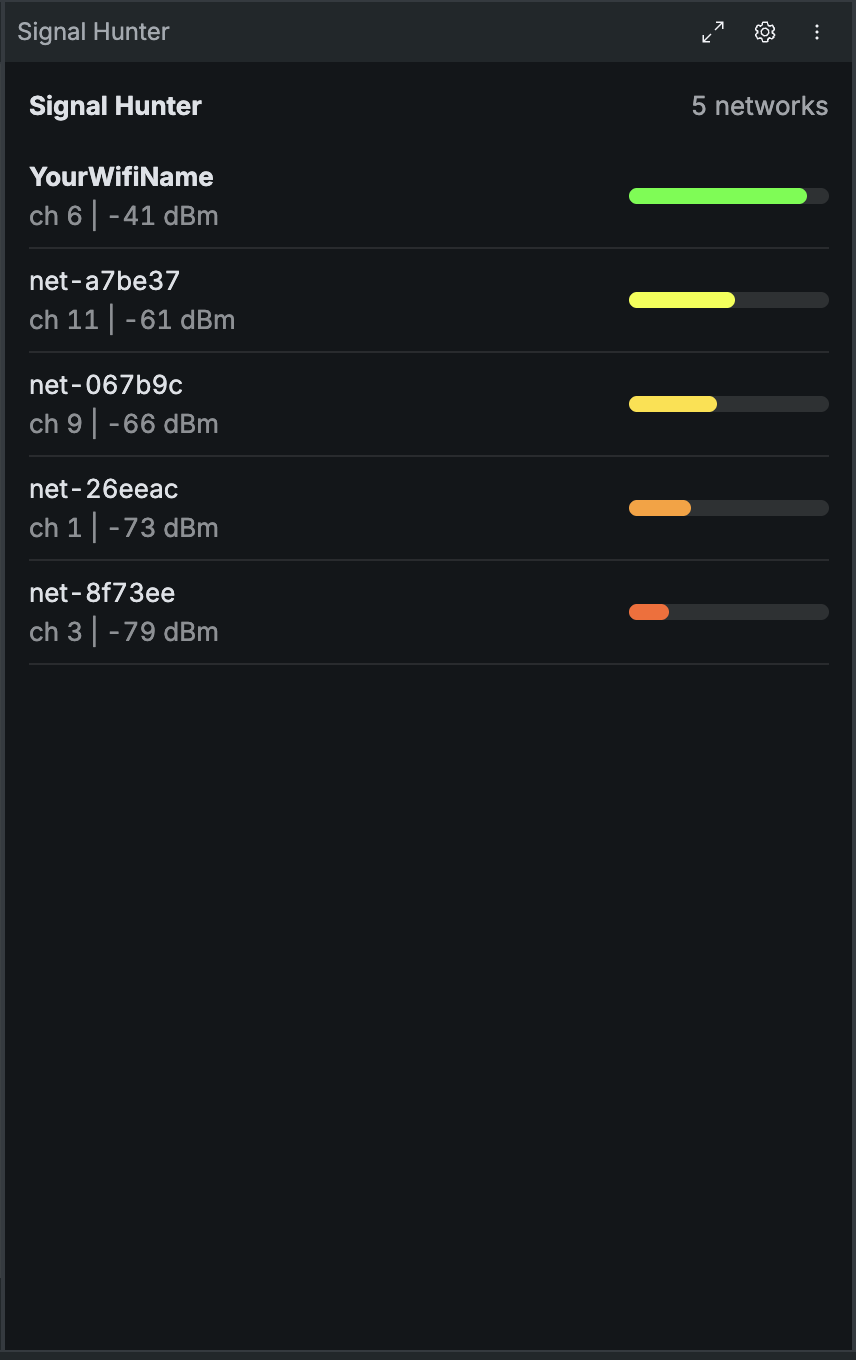 Signal Hunter
Signal Hunter
5 networks
YourWifiName
ch 6 | -41 dBm
net-a7be37
ch 11 | -61 dBm
net-067b9c
ch 9 | -66 dBm
net-26eeac
ch 1 | -73 dBm
net-8f73ee
ch 3 | -79 dBm